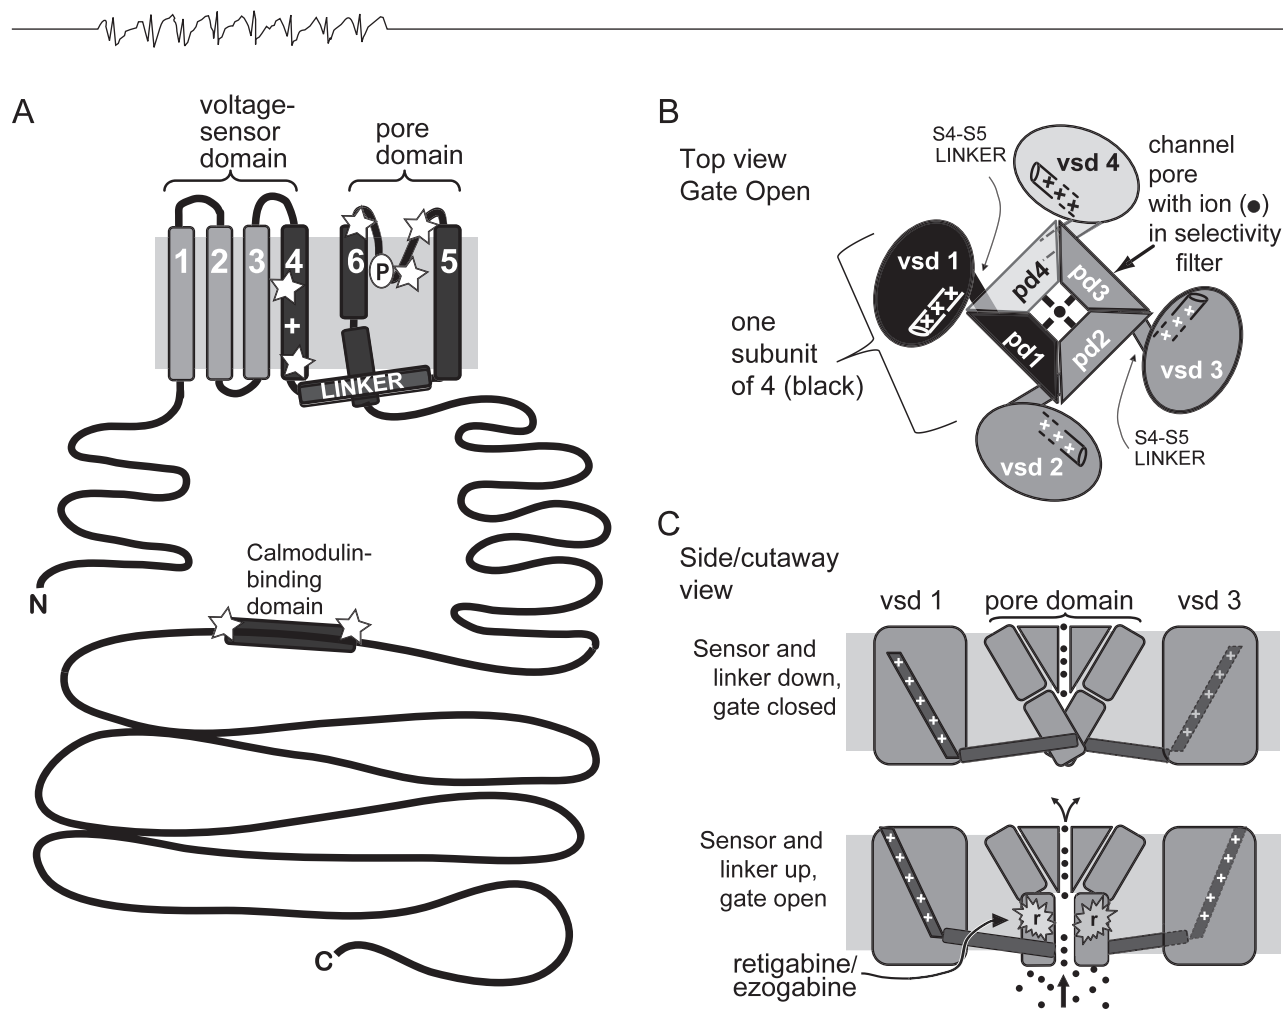 A
voltage-
sensor
domain
pore
domain
1
2
3
4
+
6
P
5
LINKER
N
Calmodulin-
binding
domain
C
B
Top view
Gate Open
S4-S5
LINKER
vsd 4
+++
channel
pore
with ion (●)
in selectivity
filter
vsd 1
+++
pd4
pd3
pd1
pd2
one
subunit
of 4 (black)
+++
vsd 3
+++
vsd 2
S4-S5
LINKER
C
Side/cutaway
view
vsd 1
pore domain
vsd 3
Sensor and
linker down,
gate closed
+++++
+++++
Sensor and
linker up,
gate open
+++++
+++++
r
r
retigabine/
ezogabine